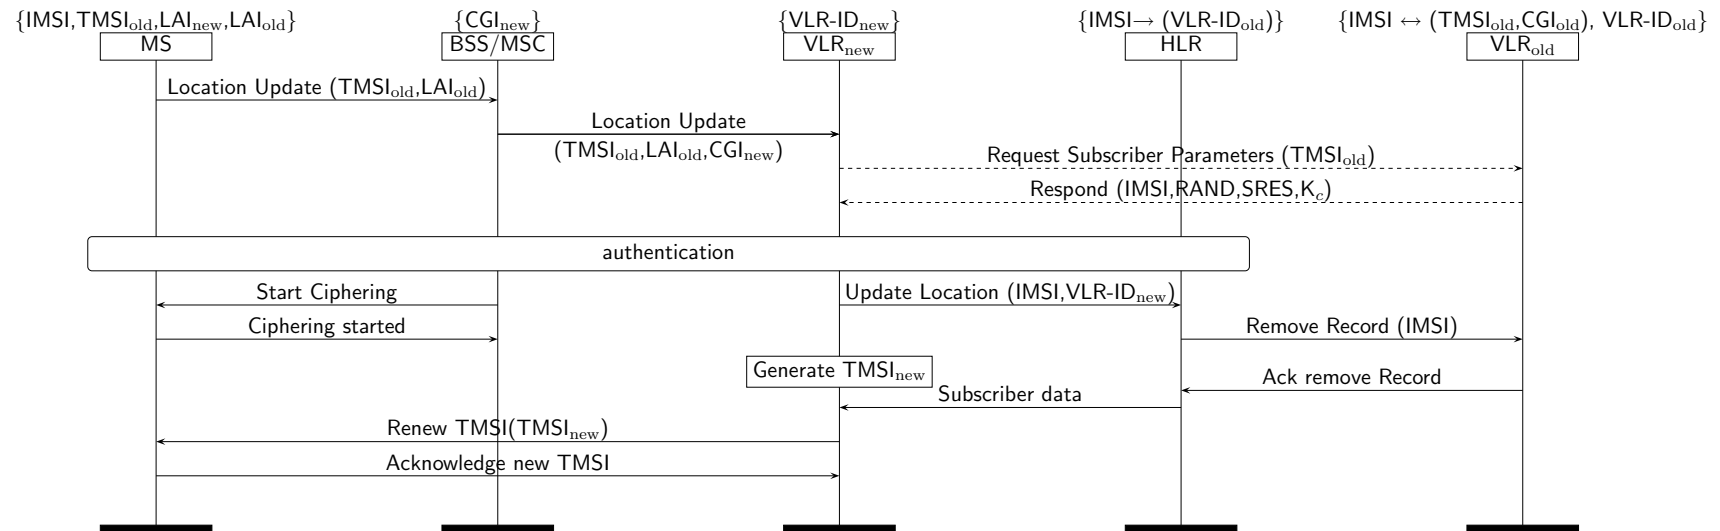 {IMSI,TMSIold,LAInew,LAIold}
{CGInew}
{VLR-IDnew}
{IMSI→ (VLR-IDold)}
{IMSI ↔ (TMSIold,CGIold), VLR-IDold}
MS
BSS/MSC
VLRnew
HLR
VLRold
Location Update (TMSIold,LAIold)
Location Update
(TMSIold,LAIold,CGInew)
Request Subscriber Parameters (TMSIold)
Respond (IMSI,RAND,SRES,Kc)
authentication
Start Ciphering
Update Location (IMSI,VLR-IDnew)
Ciphering started
Remove Record (IMSI)
Generate TMSInew
Ack remove Record
Subscriber data
Renew TMSI(TMSInew)
Acknowledge new TMSI